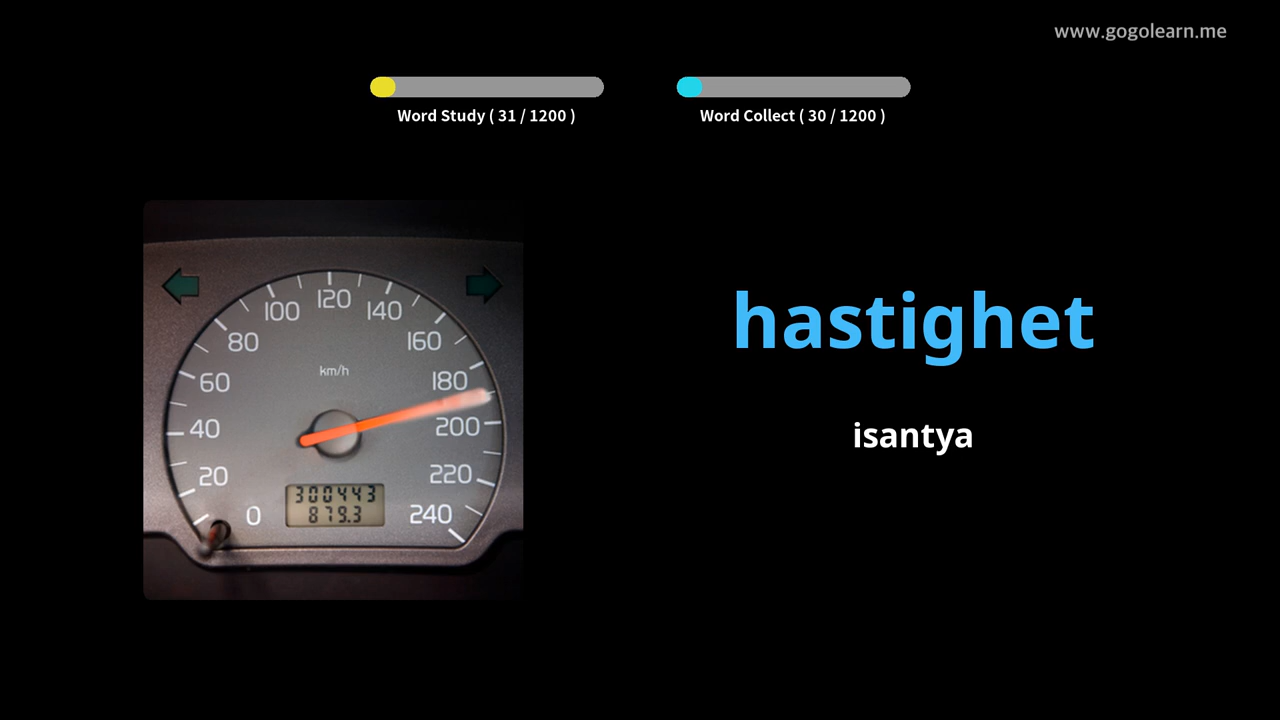 www.gogolearn.me
Word Study ( 31 / 1200 )
Word Collect ( 30 / 1200 )
hastighet
isantya
0
20
40
60
80
100
120
140
160
180
200
220
240
km/h
300443
879.3